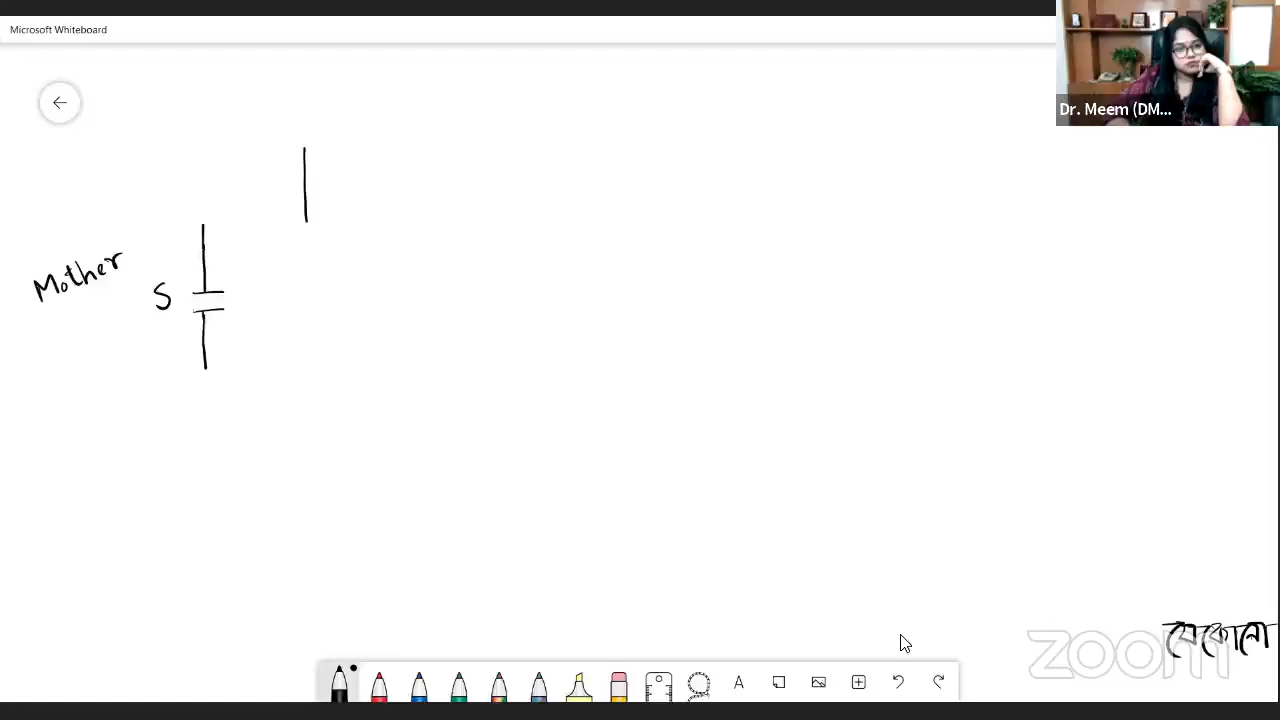 Microsoft Whiteboard
Dr. Meem (DM...
Mother
S
যেকোনো
zoom